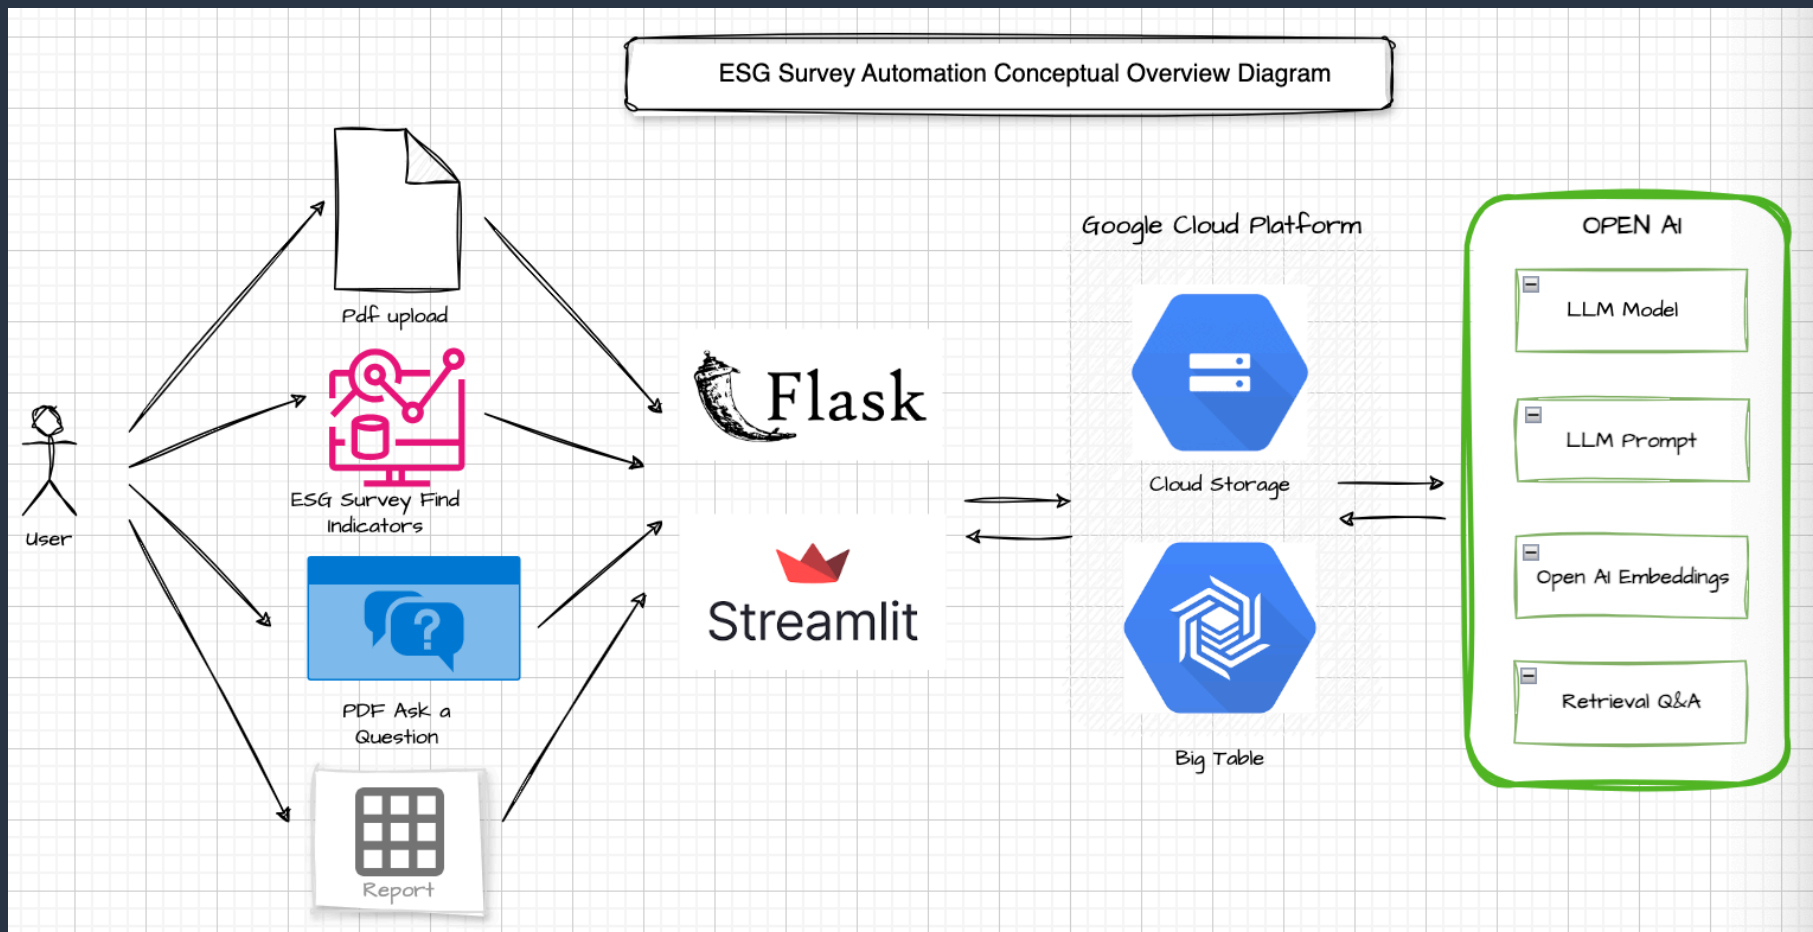 ESG Survey Automation Conceptual Overview Diagram
Pdf upload
ESG Survey Find
Indicators
User
PDF Ask a
Question
Report
Flask
Streamlit
Google Cloud Platform
Cloud Storage
Big Table
OPEN AI
LLM Model
LLM Prompt
Open AI Embeddings
Retrieval Q&A